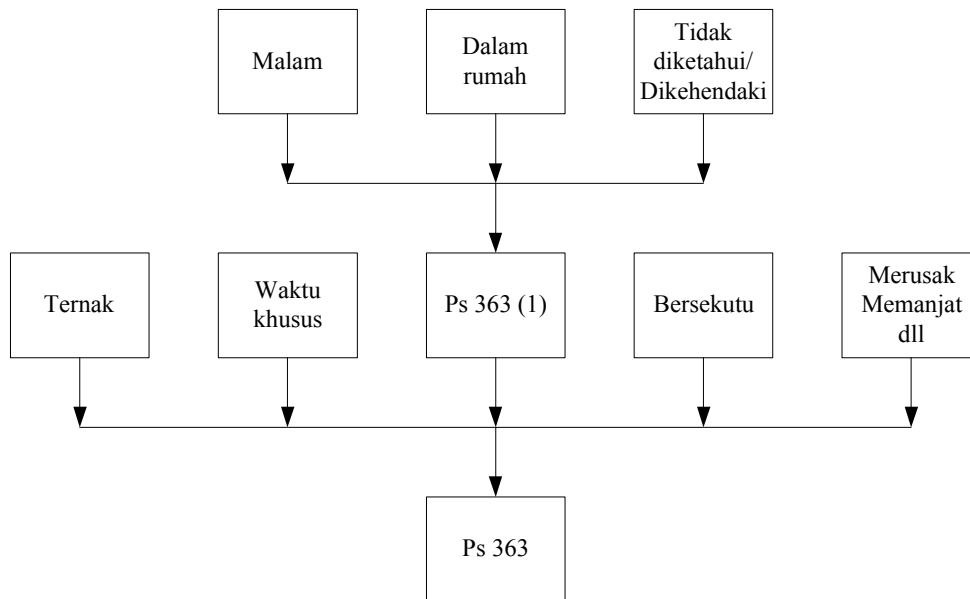 Malam
Dalam
rumah
Tidak
diketahui/
Dikehendaki
Ternak
Waktu
khusus
Ps 363 (1)
Bersekutu
Merusak
Memanjat
dll
Ps 363